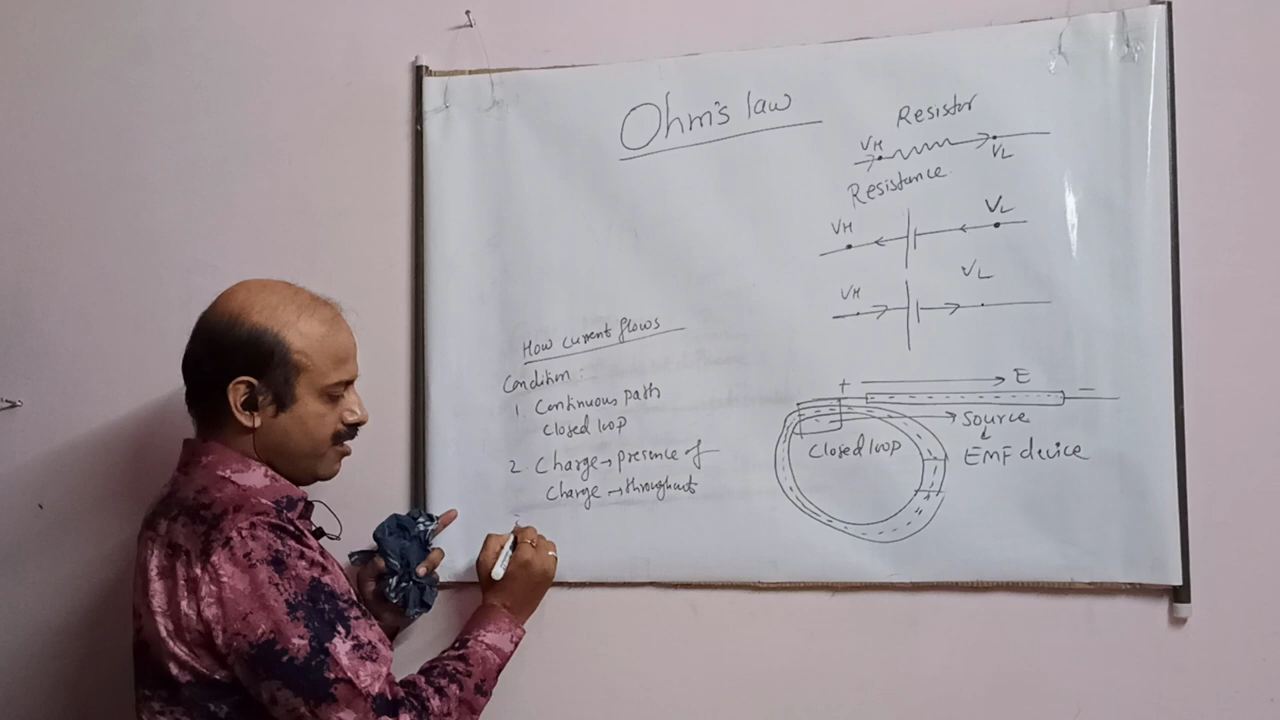 Ohm's law
Resistor
VH
VL
Resistance.
VH
VL
VH
VL
How current flows
Condition :
1. Continuous path
closed loop
2. Charge → presence of
Charge → throughout
+ E −
Source
Closed loop
EMF device
+